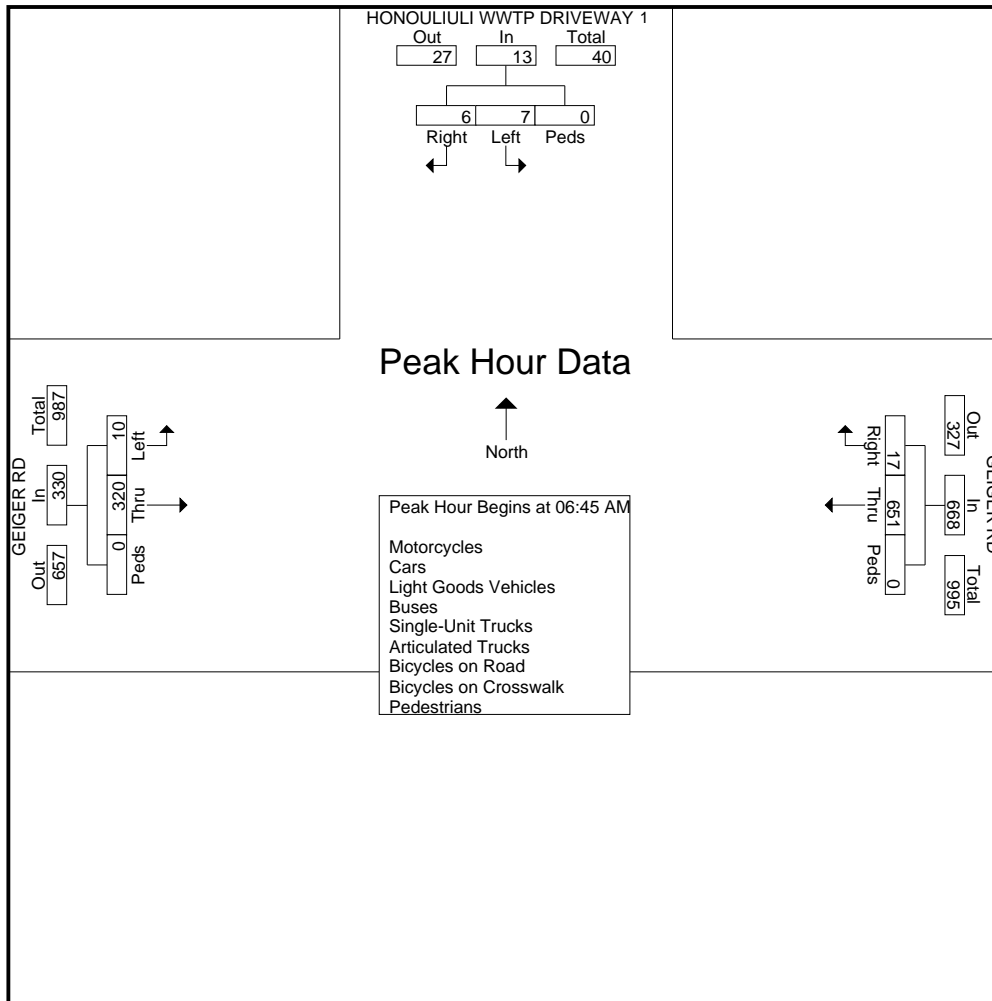 HONOULIULI WWTP DRIVEWAY 1
Out In Total
27 13 40
6 7 0
Right Left Peds
Peak Hour Data
North
GEIGER RD
Total In Out
987 330 657
10 320 0
Left Thru Peds
Right Thru Peds
17 651 0
Out In Total
327 668 995
GEIGER RD
Peak Hour Begins at 06:45 AM
Motorcycles
Cars
Light Goods Vehicles
Buses
Single-Unit Trucks
Articulated Trucks
Bicycles on Road
Bicycles on Crosswalk
Pedestrians